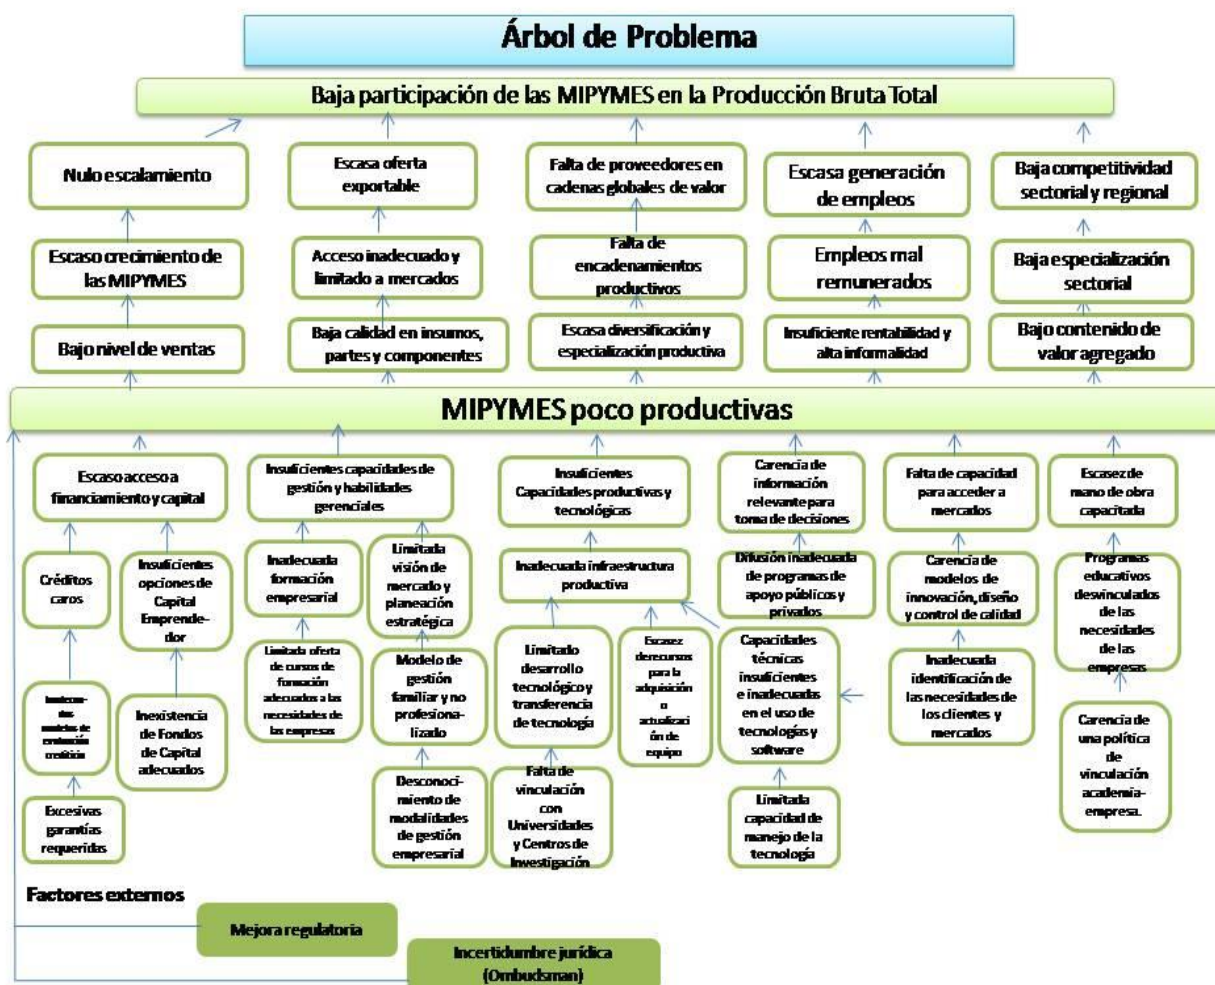 Árbol de Problema
Baja participación de las MIPYMES en la Producción Bruta Total
Nulo escalamiento
Escasa oferta
exportable
Falta de proveedores en
cadenas globales de valor
Escasa generación
de empleos
Baja competitividad
sectorial y regional
Escaso crecimiento de
las MIPYMES
Acceso inadecuado y
limitado a mercados
Falta de
encadenamientos
productivos
Empleos mal
remunerados
Baja especialización
sectorial
Bajo nivel de ventas
Baja calidad en insumos,
partes y componentes
Escasa diversificación y
especialización productiva
Insuficiente rentabilidad y
alta informalidad
Bajo contenido de
valor agregado
MIPYMES poco productivas
Escaso acceso a
financiamiento y capital
Insuficientes capacidades de
gestión y habilidades
gerenciales
Insuficientes
Capacidades productivas y
tecnológicas
Carencia de
información
relevante para
toma de decisiones
Falta de capacidad
para acceder a
mercados
Escasez de
mano de obra
capacitada
Créditos
caros
Insuficientes
opciones de
Capital
Emprende-
dor
Inadecuada
formación
empresarial
Limitada
visión de
mercado y
planeación
estratégica
Inadecuada infraestructura
productiva
Difusión inadecuada
de programas de
apoyo públicos y
privados
Carencia de
modelos de
innovación, diseño
y control de calidad
Programas
educativos
desvinculados
de las
necesidades
de las
empresas
evaluación
crediticia
Inexistencia
de Fondos
de Capital
adecuados
Limitada oferta
de cursos de
formación
adecuados a las
necesidades de
las empresas
Modelo de
gestión
familiar y no
profesiona-
lizado
Limitado
desarrollo
tecnológico y
transferencia
de tecnología
Escasez
de recursos
para la
adquisición
o
actualizaci
ón de
equipo
Capacidades
técnicas
insuficientes
e inadecuadas
en el uso de
tecnologías y
software
Inadecuada
identificación de
las necesidades de
los clientes y
mercados
Carencia de
una política
de
vinculación
academia-
empresa.
Excesivas
garantías
requeridas
Desconoci-
miento de
modalidades
de gestión
empresarial
Falta de
vinculación
con
Universidades
y Centros de
Investigación
Limitada
capacidad de
manejo de la
tecnología
Factores externos
Mejora regulatoria
Incertidumbre jurídica
(Ombudsman)